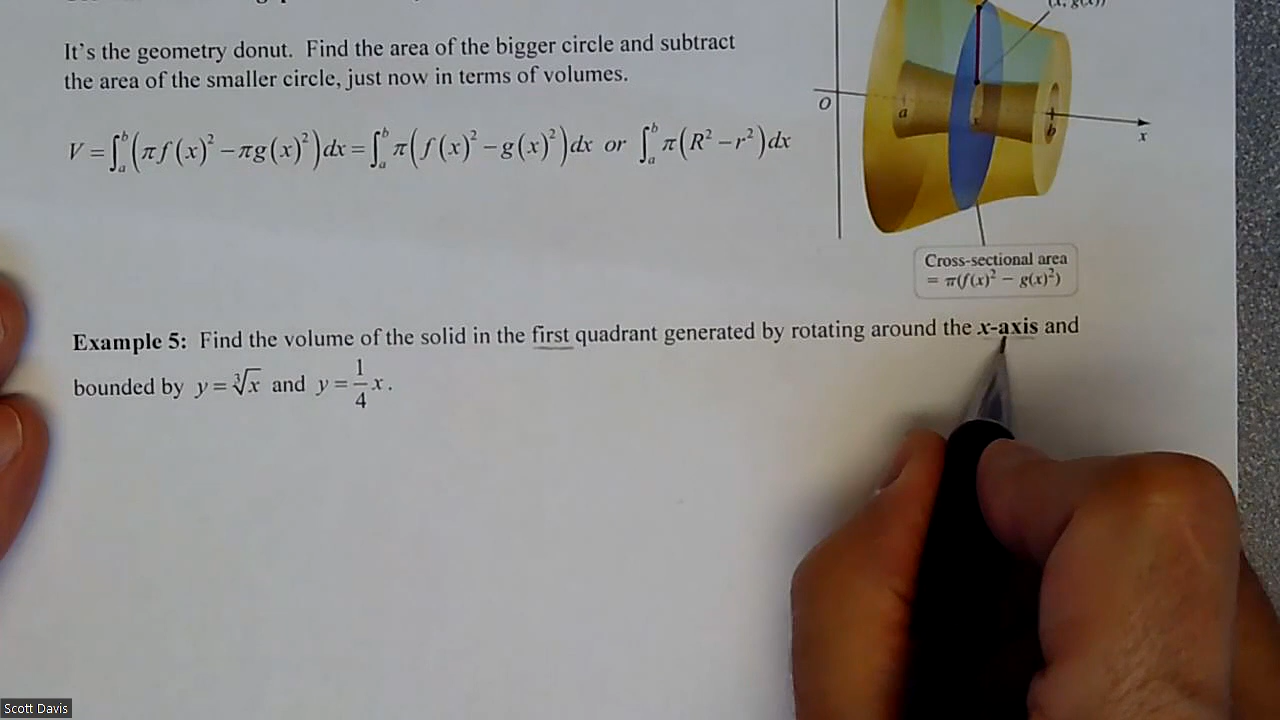 (x, g(x))
It's the geometry donut. Find the area of the bigger circle and subtract
the area of the smaller circle, just now in terms of volumes.
V = ∫_a^b (πf(x)² − πg(x)²)dx = ∫_a^b π(f(x)² − g(x)²)dx or ∫_a^b π(R² − r²)dx
O
a
x
b
x
Cross-sectional area
= π(f(x)² − g(x)²)
Example 5: Find the volume of the solid in the first quadrant generated by rotating around the x-axis and
bounded by y = ∛x and y = 1/4 x.
Scott Davis